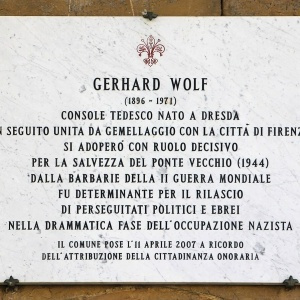 GERHARD WOLF
(1896 - 1971)
CONSOLE TEDESCO NATO A DRESDA
N SEGUITO UNITA DA GEMELLAGGIO CON LA CITTÀ DI FIRENZ
SI ADOPERÒ CON RUOLO DECISIVO
PER LA SALVEZZA DEL PONTE VECCHIO (1944)
DALLA BARBARIE DELLA II GUERRA MONDIALE
FU DETERMINANTE PER IL RILASCIO
DI PERSEGUITATI POLITICI E EBREI
NELLA DRAMMATICA FASE DELL'OCCUPAZIONE NAZISTA
IL COMUNE POSE L'11 APRILE 2007 A RICORDO
DELL'ATTRIBUZIONE DELLA CITTADINANZA ONORARIA